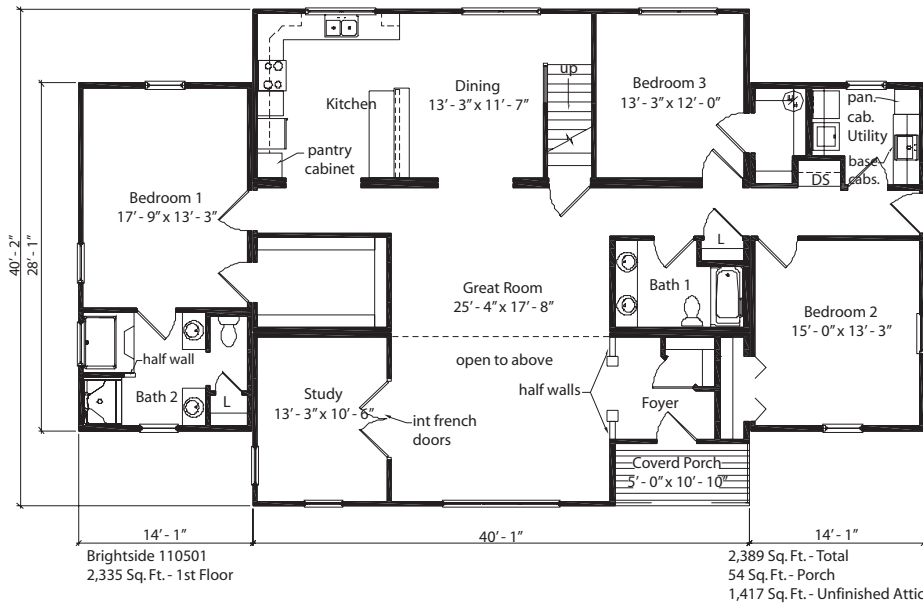 up
Dining
13' - 3” x 11' - 7”
Bedroom 3
13' - 3” x 12' - 0”
pan.
cab.
Utility
base
cabs.
Kitchen
pantry
cabinet
DS
Bedroom 1
17' - 9” x 13' - 3”
40' - 2”
28' - 1”
L
Bath 1
Great Room
25' - 4” x 17' - 8”
Bedroom 2
15' - 0” x 13' - 3”
half wall
open to above
half walls
Bath 2
L
Study
13' - 3” x 10' - 6”
int french
doors
Foyer
Coverd Porch
5' - 0” x 10' - 10”
14' - 1”
40' - 1”
14' - 1”
Brightside 110501
2,335 Sq. Ft. - 1st Floor
2,389 Sq. Ft. - Total
54 Sq. Ft. - Porch
1,417 Sq. Ft. - Unfinished Attic